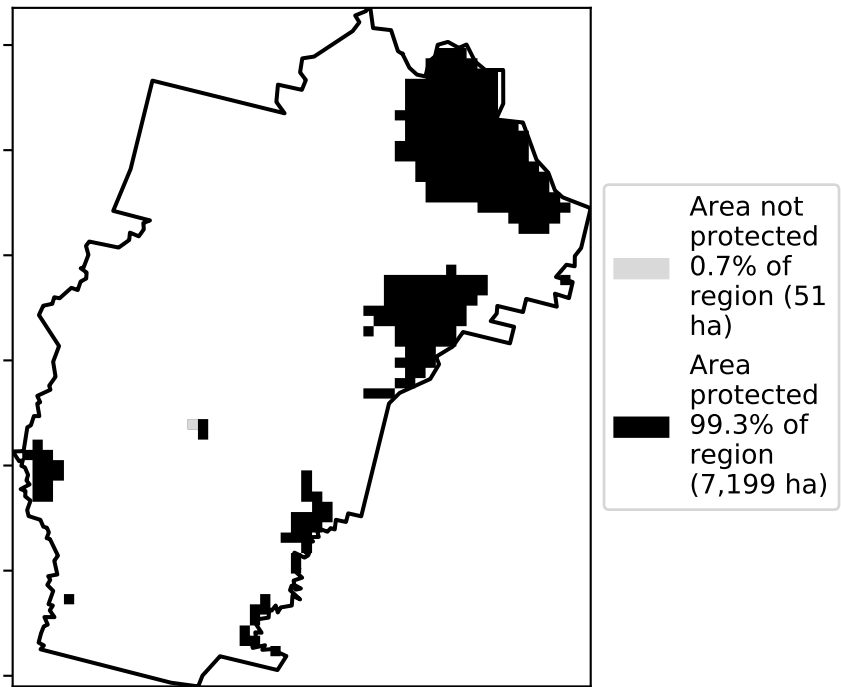 Area not
protected
0.7% of
region (51
ha)
Area
protected
99.3% of
region
(7,199 ha)